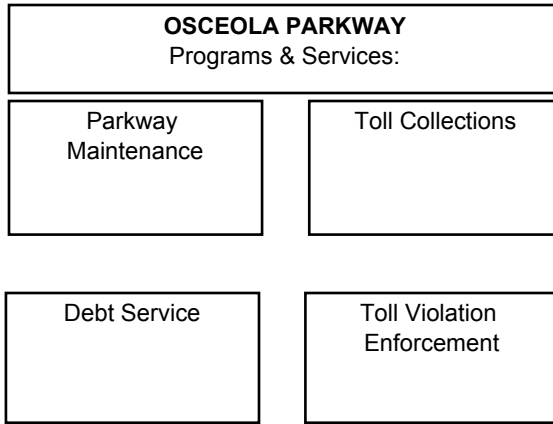 OSCEOLA PARKWAY
Programs & Services:
Parkway
Maintenance
Toll Collections
Debt Service
Toll Violation
Enforcement